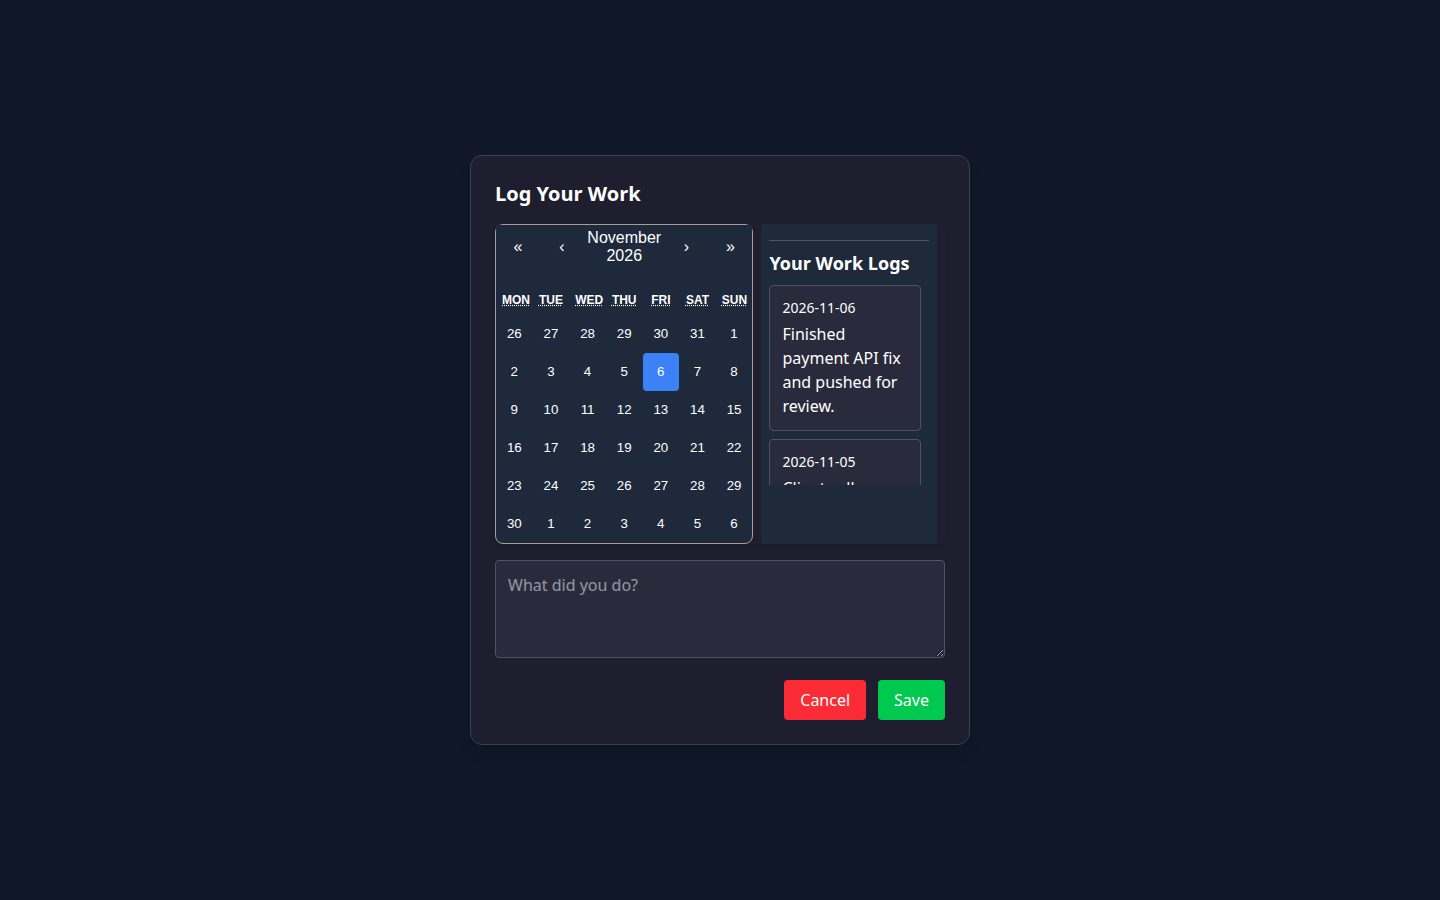 Log Your Work
« ‹ November 2026 › »
MON TUE WED THU FRI SAT SUN
26 27 28 29 30 31 1
2 3 4 5 6 7 8
9 10 11 12 13 14 15
16 17 18 19 20 21 22
23 24 25 26 27 28 29
30 1 2 3 4 5 6
Your Work Logs
2026-11-06
Finished
payment API fix
and pushed for
review.
2026-11-05
What did you do?
Cancel Save